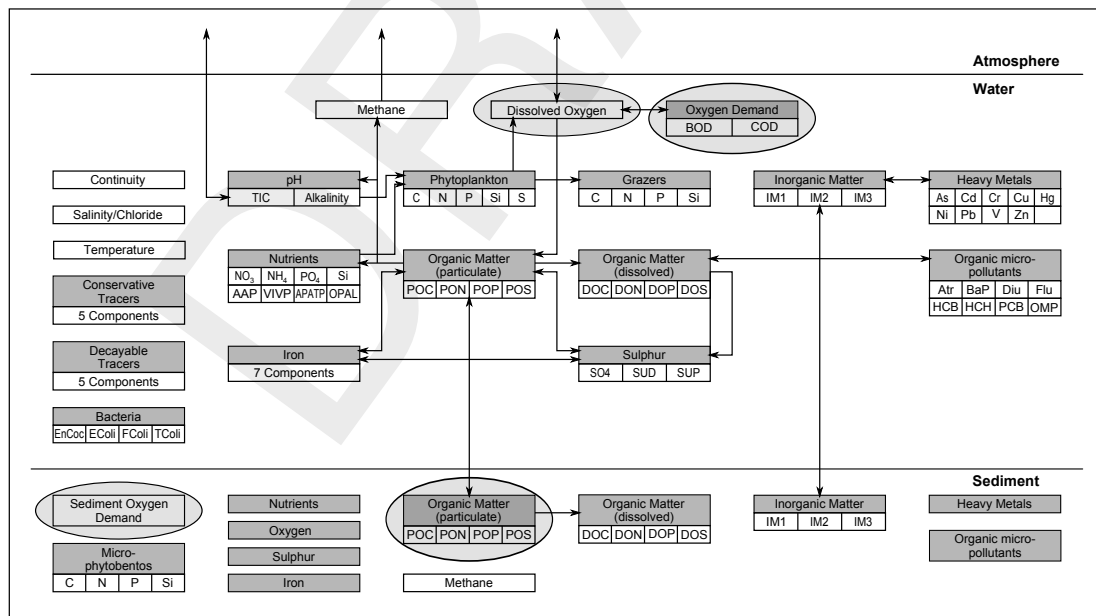 DRA
Atmosphere
Water
Methane
Dissolved Oxygen
Oxygen Demand
BOD COD
Continuity
pH
TIC Alkalinity
Phytoplankton
C N P Si S
Grazers
C N P Si
Inorganic Matter
IM1 IM2 IM3
Heavy Metals
As Cd Cr Cu Hg
Ni Pb V Zn
Salinity/Chloride
Temperature
Nutrients
NO3 NH4 PO4 Si
AAP VIVP APATP OPAL
Organic Matter
(particulate)
POC PON POP POS
Organic Matter
(dissolved)
DOC DON DOP DOS
Organic micro-
pollutants
Atr BaP Diu Flu
HCB HCH PCB OMP
Conservative
Tracers
5 Components
Decayable
Tracers
5 Components
Iron
7 Components
Sulphur
SO4 SUD SUP
Bacteria
EnCoc EColi FColi TColi
Sediment
Sediment Oxygen
Demand
Nutrients
Oxygen
Sulphur
Iron
Organic Matter
(particulate)
POC PON POP POS
Organic Matter
(dissolved)
DOC DON DOP DOS
Inorganic Matter
IM1 IM2 IM3
Heavy Metals
Organic micro-
pollutants
Micro-
phytobentos
C N P Si
Methane